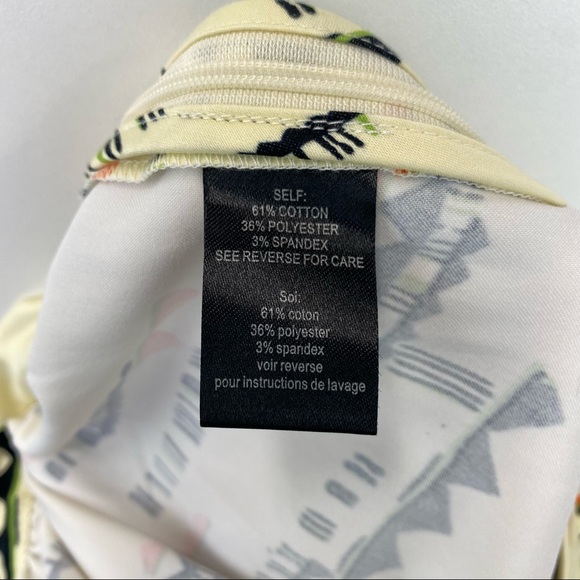 SELF:
61% COTTON
36% POLYESTER
3% SPANDEX
SEE REVERSE FOR CARE
Soi:
61% coton
36% polyester
3% spandex
voir reverse
pour instructions de lavage